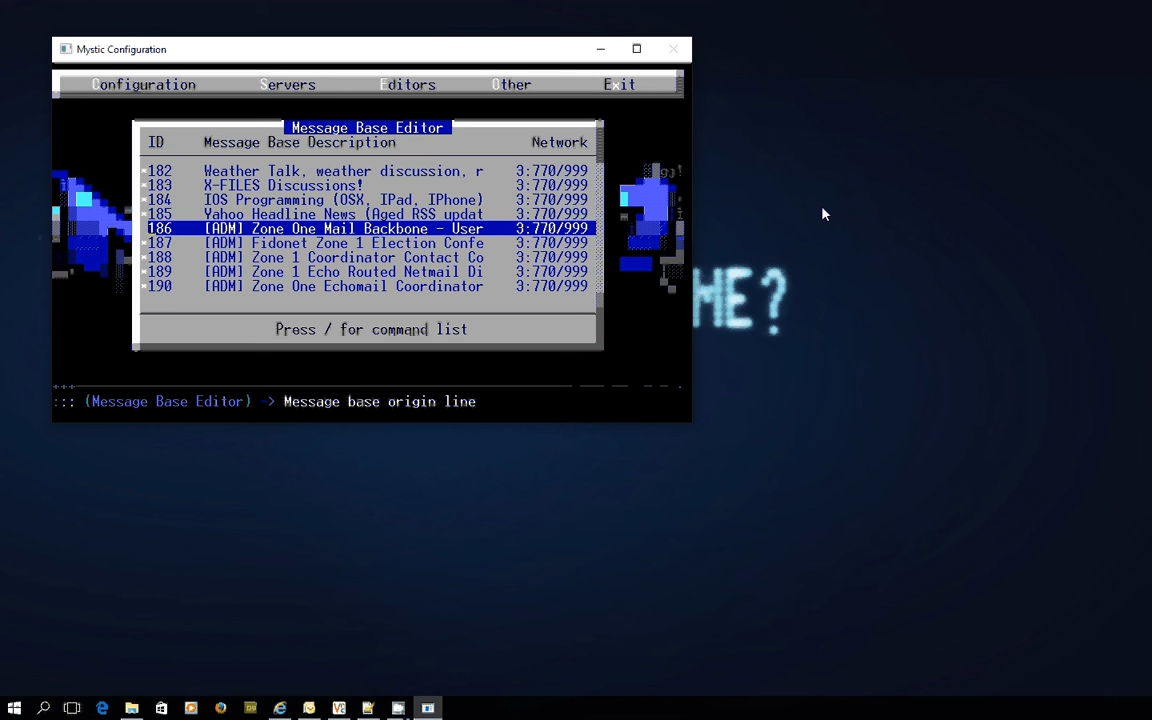 Mystic Configuration
Configuration Servers Editors Other Exit
Message Base Editor
ID Message Base Description Network
*182 Weather Talk, weather discussion, r 3:770/999
*183 X-FILES Discussions! 3:770/999
*184 IOS Programming (OSX, IPad, IPhone) 3:770/999
*185 Yahoo Headline News (Aged RSS updat 3:770/999
186 [ADM] Zone One Mail Backbone - User 3:770/999
*187 [ADM] Fidonet Zone 1 Election Confe 3:770/999
*188 [ADM] Zone 1 Coordinator Contact Co 3:770/999
*189 [ADM] Zone 1 Echo Routed Netmail Di 3:770/999
*190 [ADM] Zone One Echomail Coordinator 3:770/999
ME?
Press / for command list
::: (Message Base Editor) -> Message base origin line